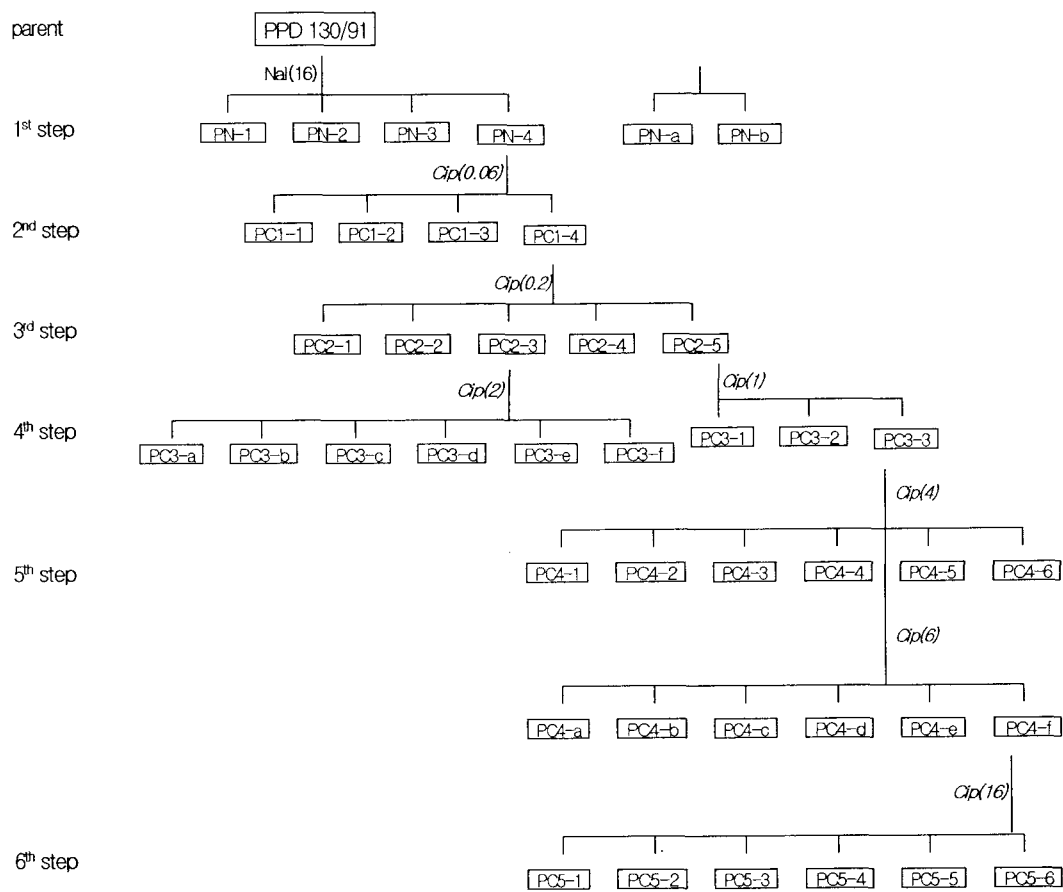 parent PPD 130/91
Nal(16)
1st step PN-1 PN-2 PN-3 PN-4 PN-a PN-b
Cip(0.06)
2nd step PC1-1 PC1-2 PC1-3 PC1-4
Cip(0.2)
3rd step PC2-1 PC2-2 PC2-3 PC2-4 PC2-5
Cip(2) Cip(1)
4th step PC3-a PC3-b PC3-c PC3-d PC3-e PC3-f PC3-1 PC3-2 PC3-3
Cip(4)
5th step PC4-1 PC4-2 PC4-3 PC4-4 PC4-5 PC4-6
Cip(6)
PC4-a PC4-b PC4-c PC4-d PC4-e PC4-f
Cip(16)
6th step PC5-1 PC5-2 PC5-3 PC5-4 PC5-5 PC5-6